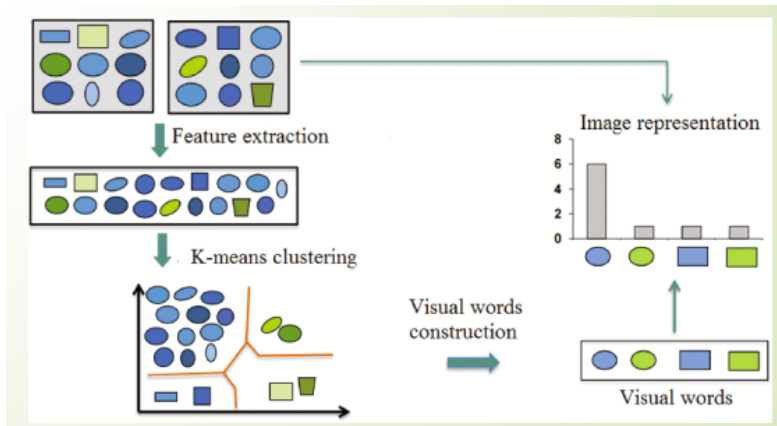 Feature extraction
Image representation
8
6
4
2
0
K-means clustering
Visual words
construction
Visual words